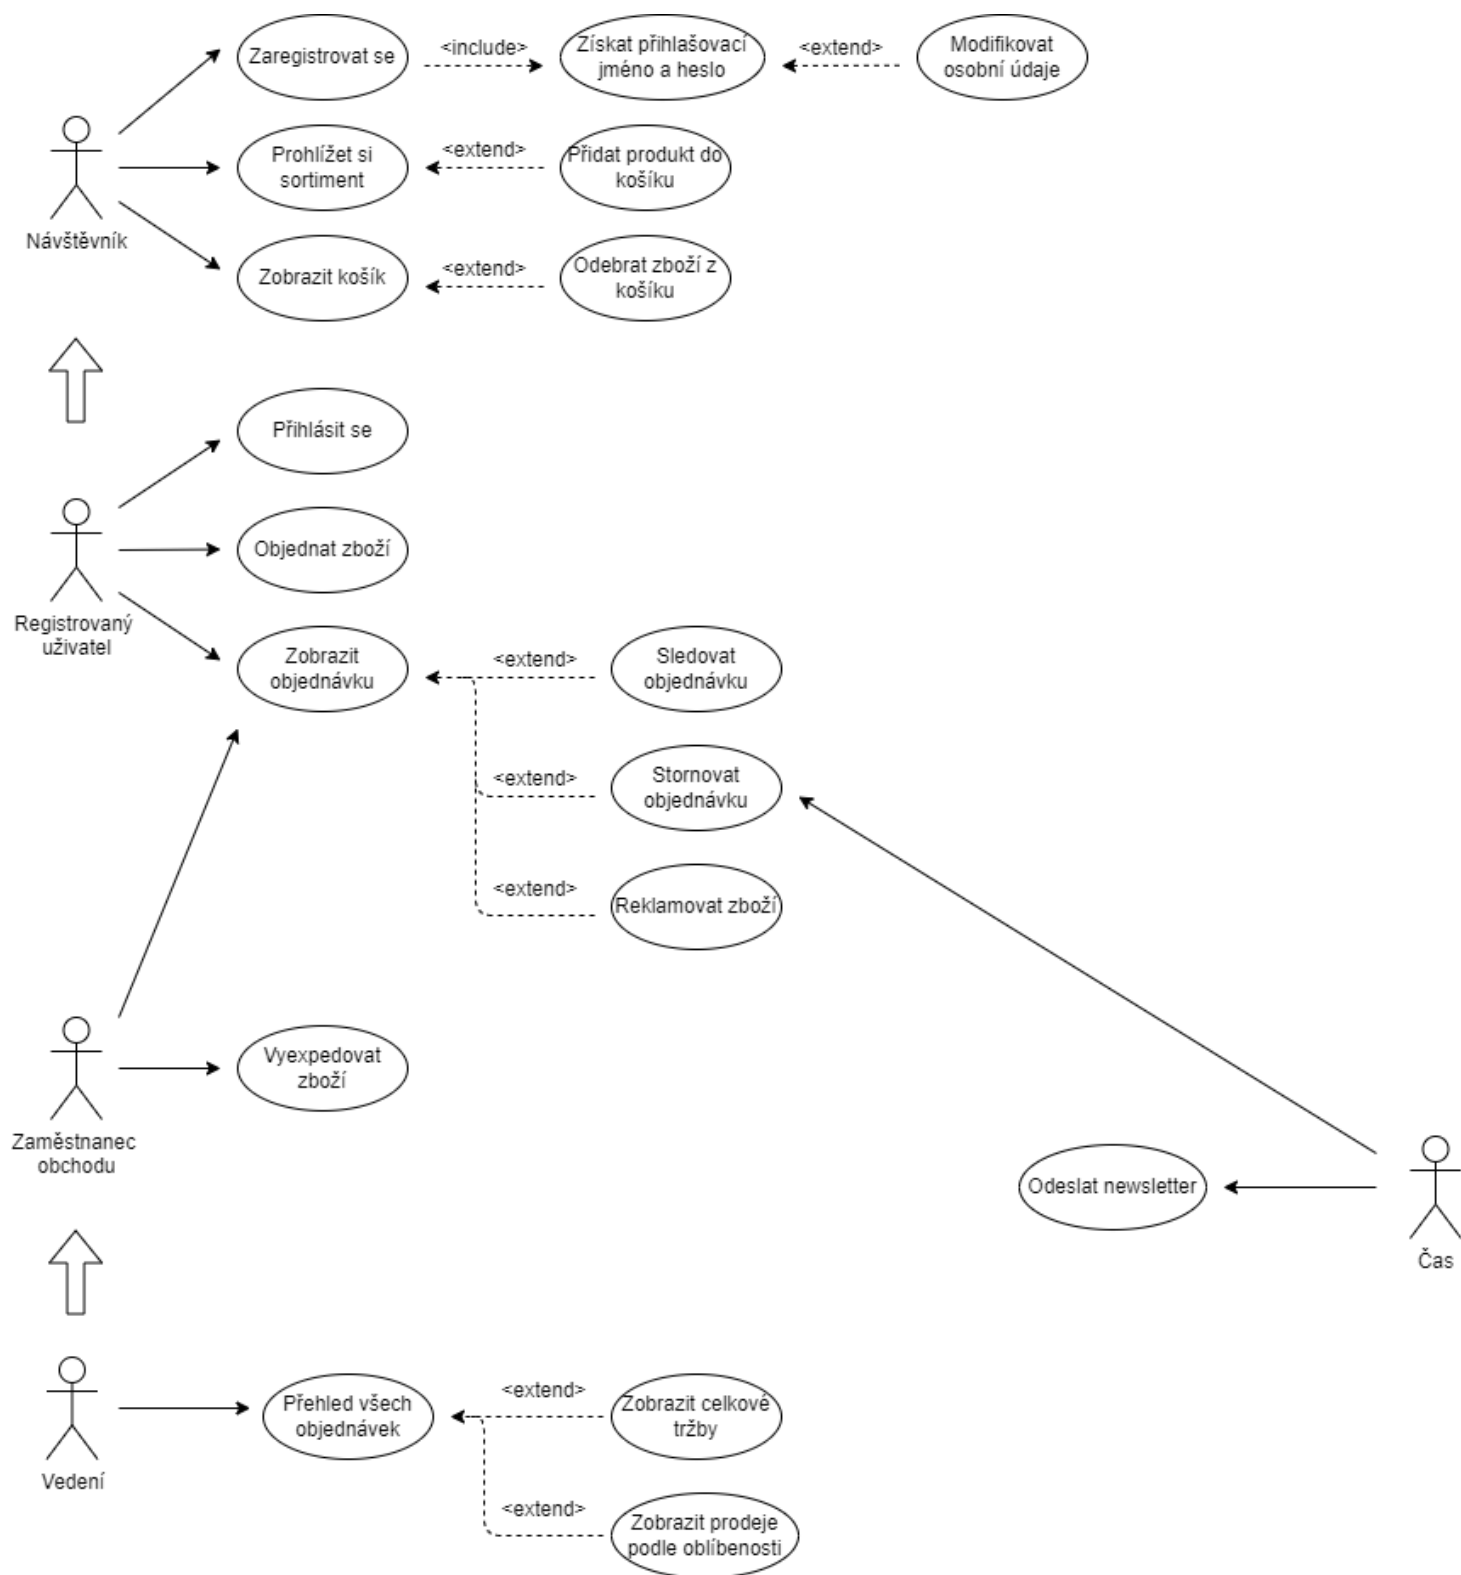 Zaregistrovat se
<include>
Získat přihlašovací
jméno a heslo
<extend>
Modifikovat
osobní údaje
Návštěvník
Prohlížet si
sortiment
<extend>
Přidat produkt do
košíku
Zobrazit košík
<extend>
Odebrat zboží z
košíku
Přihlásit se
Registrovaný
uživatel
Objednat zboží
Zobrazit
objednávku
<extend>
Sledovat
objednávku
<extend>
Stornovat
objednávku
<extend>
Reklamovat zboží
Zaměstnanec
obchodu
Vyexpedovat
zboží
Odeslat newsletter
Čas
Vedení
Přehled všech
objednávek
<extend>
Zobrazit celkové
tržby
<extend>
Zobrazit prodeje
podle oblíbenosti